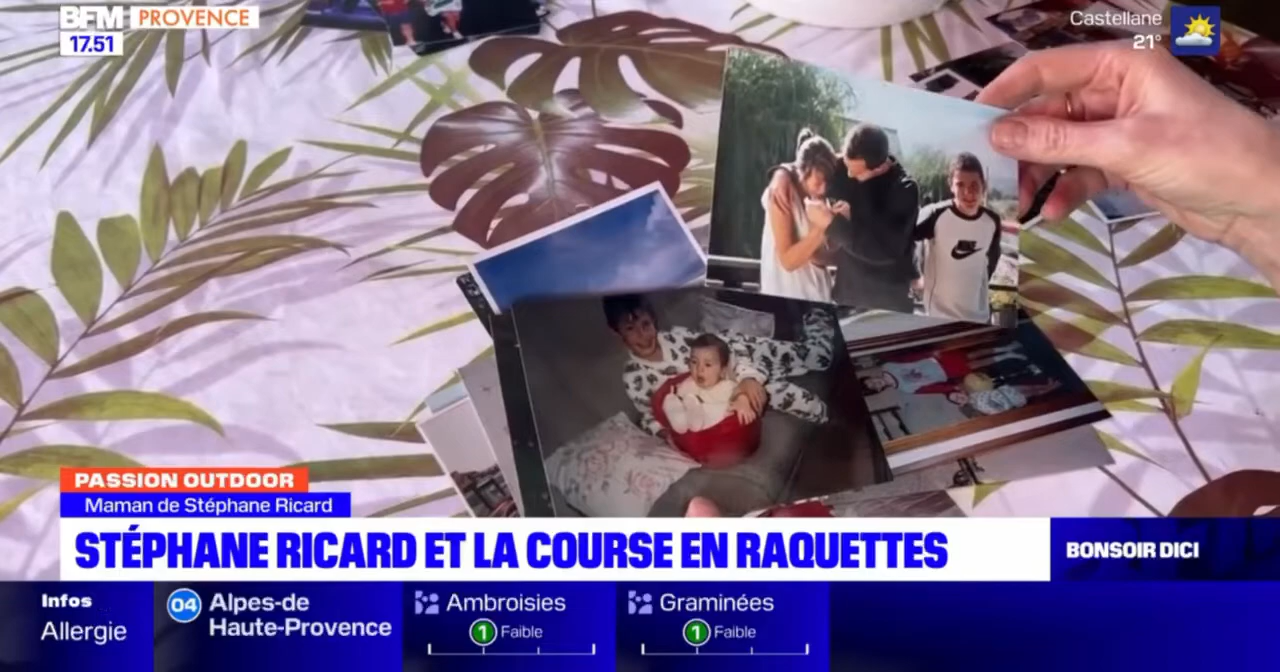 BFM PROVENCE
17.51
Castellane
21°
PASSION OUTDOOR
Maman de Stéphane Ricard
STÉPHANE RICARD ET LA COURSE EN RAQUETTES
BONSOIR DICI
Infos
Allergie
04 Alpes-de
Haute-Provence
Ambroisies
1 Faible
Graminées
1 Faible